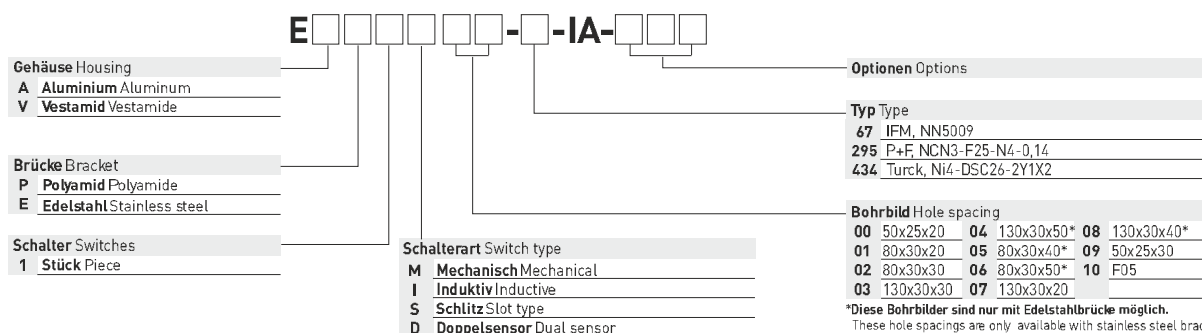 E□□□□ □□-□-IA-□□□
Gehäuse Housing
A Aluminium Aluminum
V Vestamid Vestamide
Brücke Bracket
P Polyamid Polyamide
E Edelstahl Stainless steel
Schalter Switches
1 Stück Piece
Schalterart Switch type
M Mechanisch Mechanical
I Induktiv Inductive
S Schlitz Slot type
D Doppelsensor Dual sensor
Optionen Options
Typ Type
67 IFM, NN5009
295 P+F, NCN3-F25-N4-0,14
434 Turck, Ni4-DSC26-2Y1X2
Bohrbild Hole spacing
00 50x25x20 04 130x30x50* 08 130x30x40*
01 80x30x20 05 80x30x40* 09 50x25x30
02 80x30x30 06 80x30x50* 10 F05
03 130x30x30 07 130x30x20
*Diese Bohrbilder sind nur mit Edelstahlbrücke möglich.
These hole spacings are only available with stainless steel